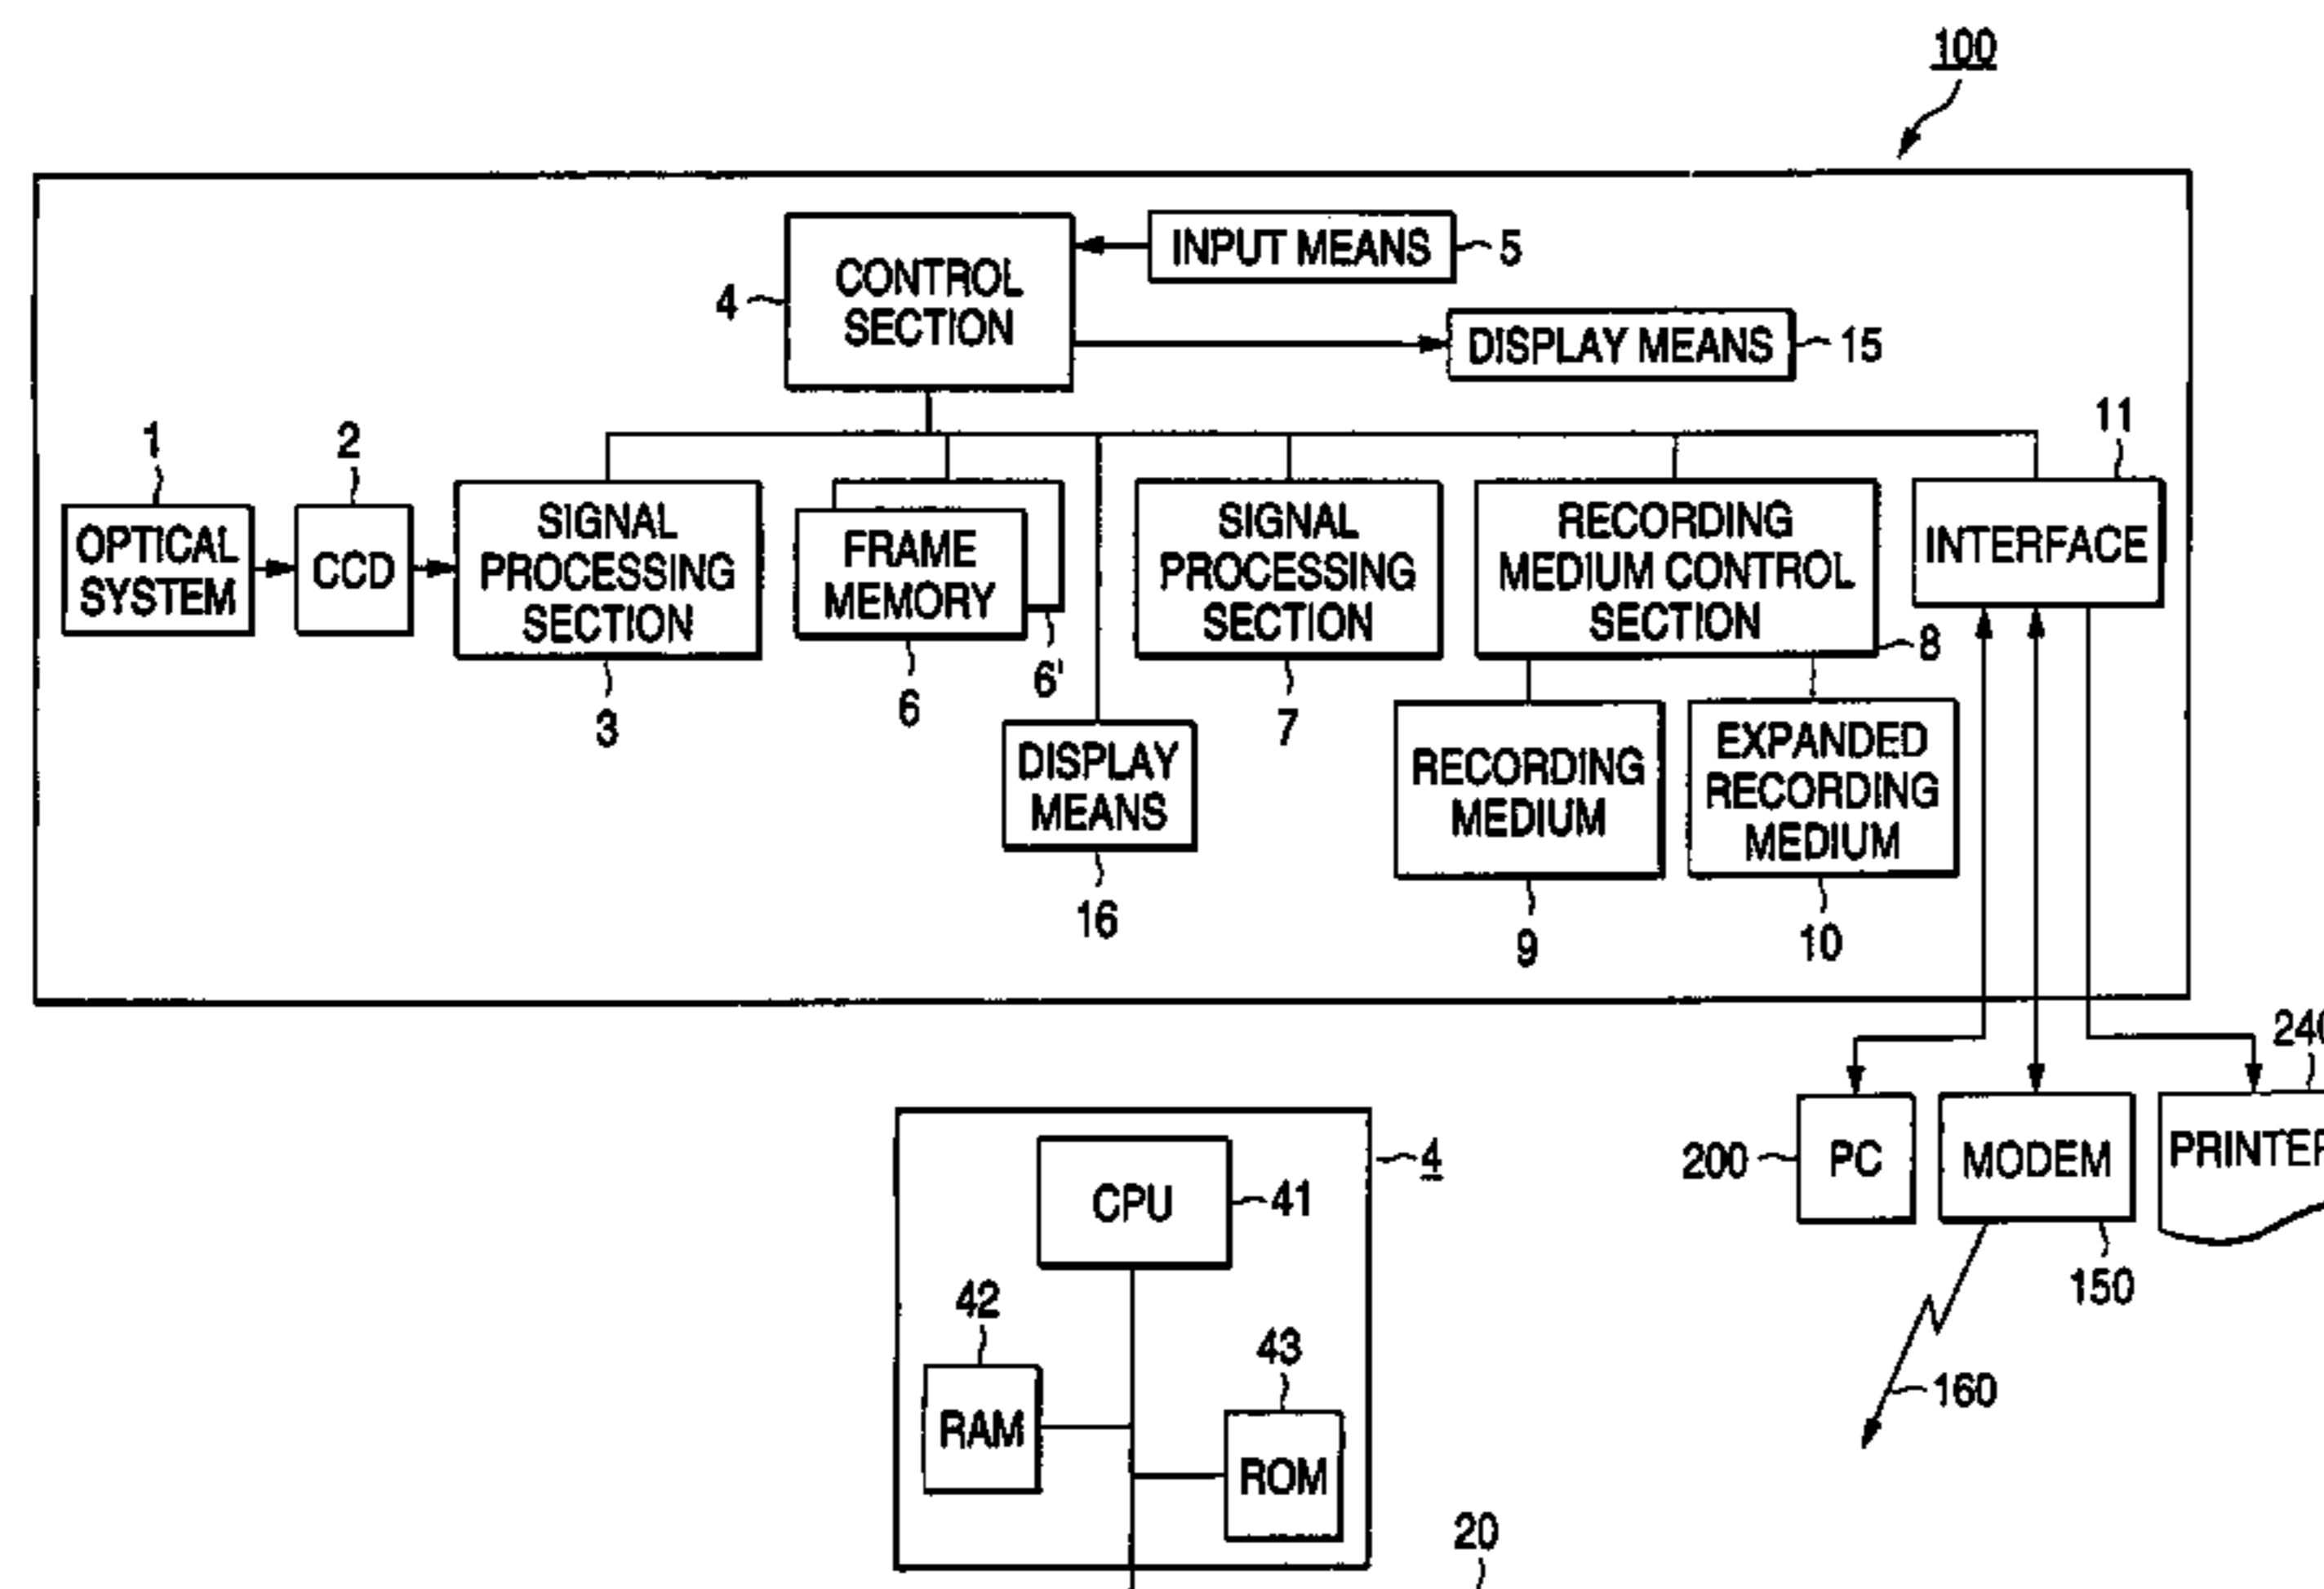 100
CONTROL
SECTION
4
INPUT MEANS
5
DISPLAY MEANS
15
1
2
11
OPTICAL
SYSTEM
CCD
SIGNAL
PROCESSING
SECTION
3
FRAME
MEMORY
6
6'
SIGNAL
PROCESSING
SECTION
7
RECORDING
MEDIUM CONTROL
SECTION
8
INTERFACE
DISPLAY
MEANS
16
RECORDING
MEDIUM
9
EXPANDED
RECORDING
MEDIUM
10
200
PC
MODEM
150
160
240
PRINTER
4
CPU
41
42
RAM
43
ROM
20